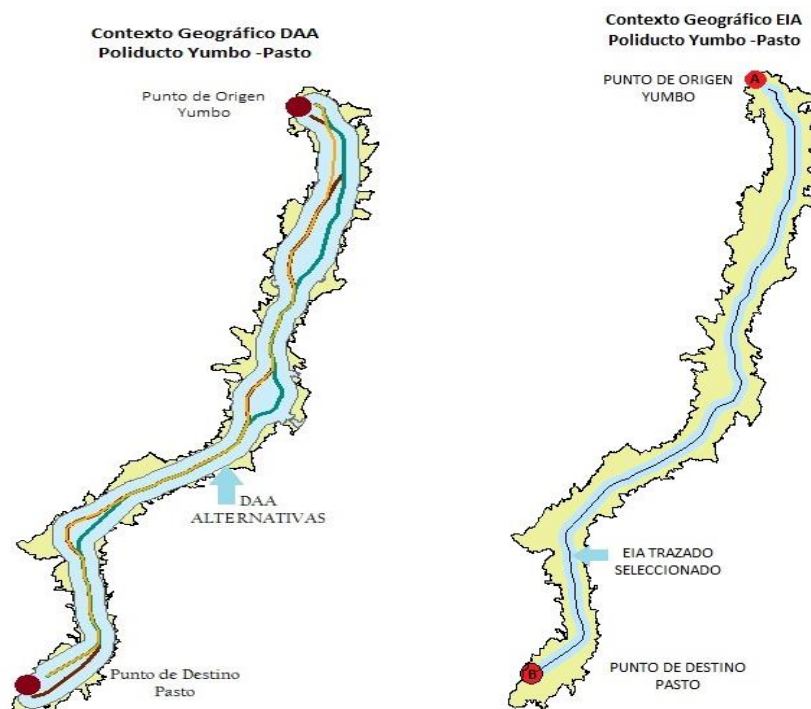 Contexto Geográfico DAA
Poliducto Yumbo -Pasto
Punto de Origen
Yumbo
DAA
ALTERNATIVAS
Punto de Destino
Pasto
Contexto Geográfico EIA
Poliducto Yumbo -Pasto
PUNTO DE ORIGEN
YUMBO
A
EIA TRAZADO
SELECCIONADO
B
PUNTO DE DESTINO
PASTO